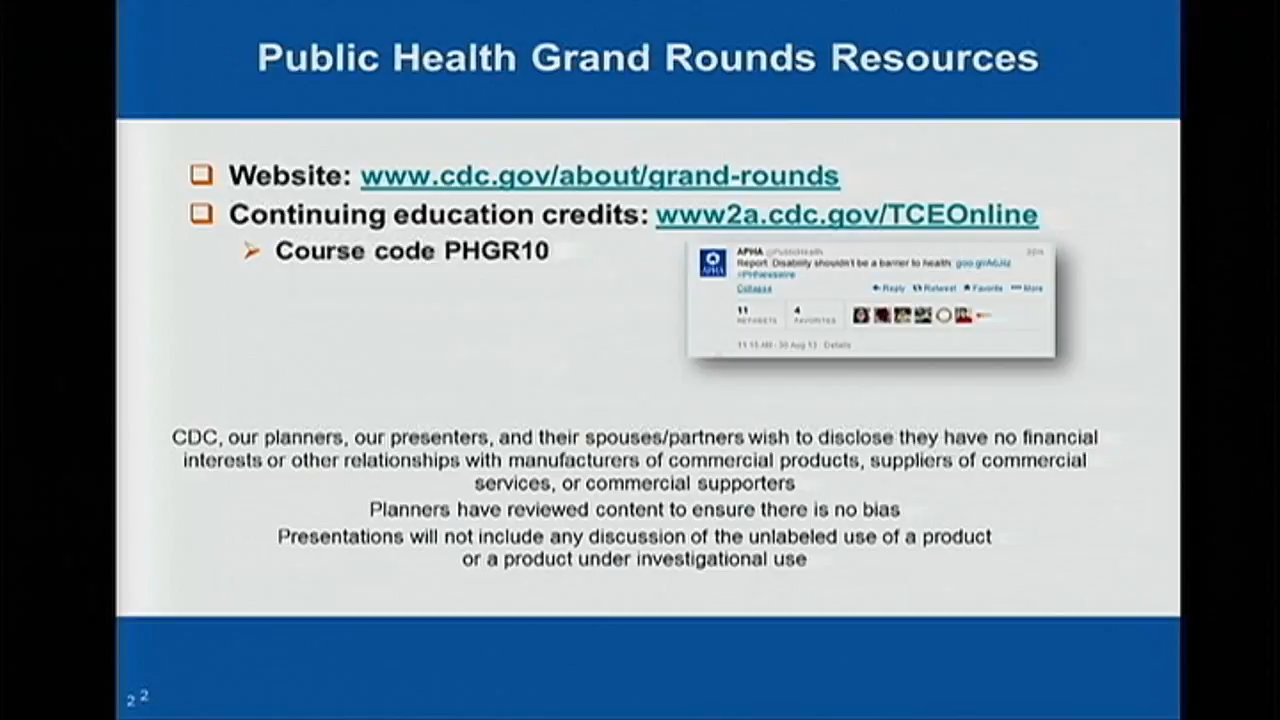 Public Health Grand Rounds Resources
Website: www.cdc.gov/about/grand-rounds
Continuing education credits: www2a.cdc.gov/TCEOnline
Course code PHGR10
APHA
Report: Disability shouldn't be a barrier to health
Collapse Reply Retweet Favorite More
11 4
RETWEETS FAVORITES
11:15 AM - 30 Aug 13 · Details
CDC, our planners, our presenters, and their spouses/partners wish to disclose they have no financial
interests or other relationships with manufacturers of commercial products, suppliers of commercial
services, or commercial supporters
Planners have reviewed content to ensure there is no bias
Presentations will not include any discussion of the unlabeled use of a product
or a product under investigational use
2 2